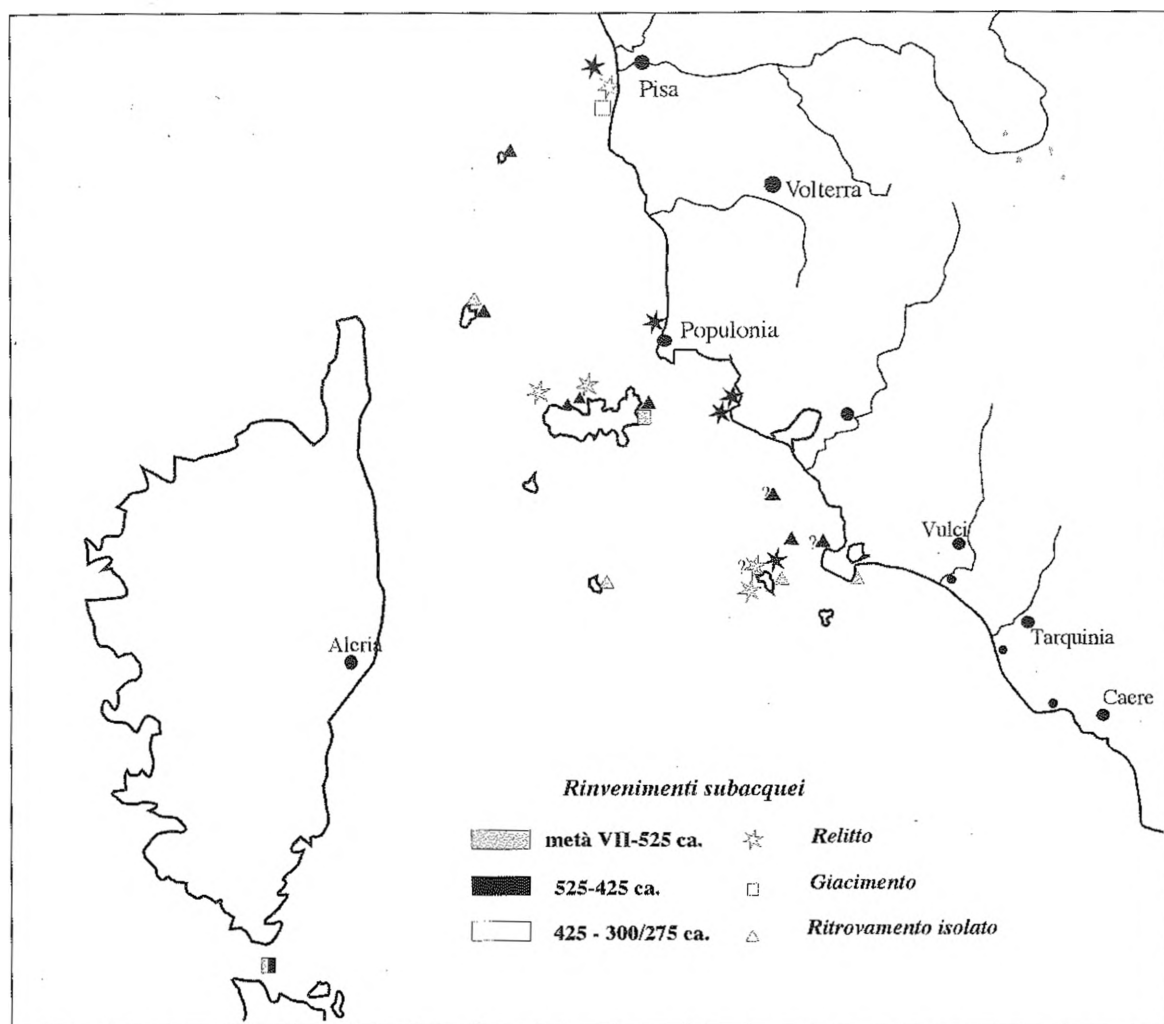 Pisa
Volterra
Populonia
?
Vulci
?
?
Aleria
Tarquinia
Caere
Rinvenimenti subacquei
metà VII-525 ca. Relitto
525-425 ca. Giacimento
425 - 300/275 ca. Ritrovamento isolato